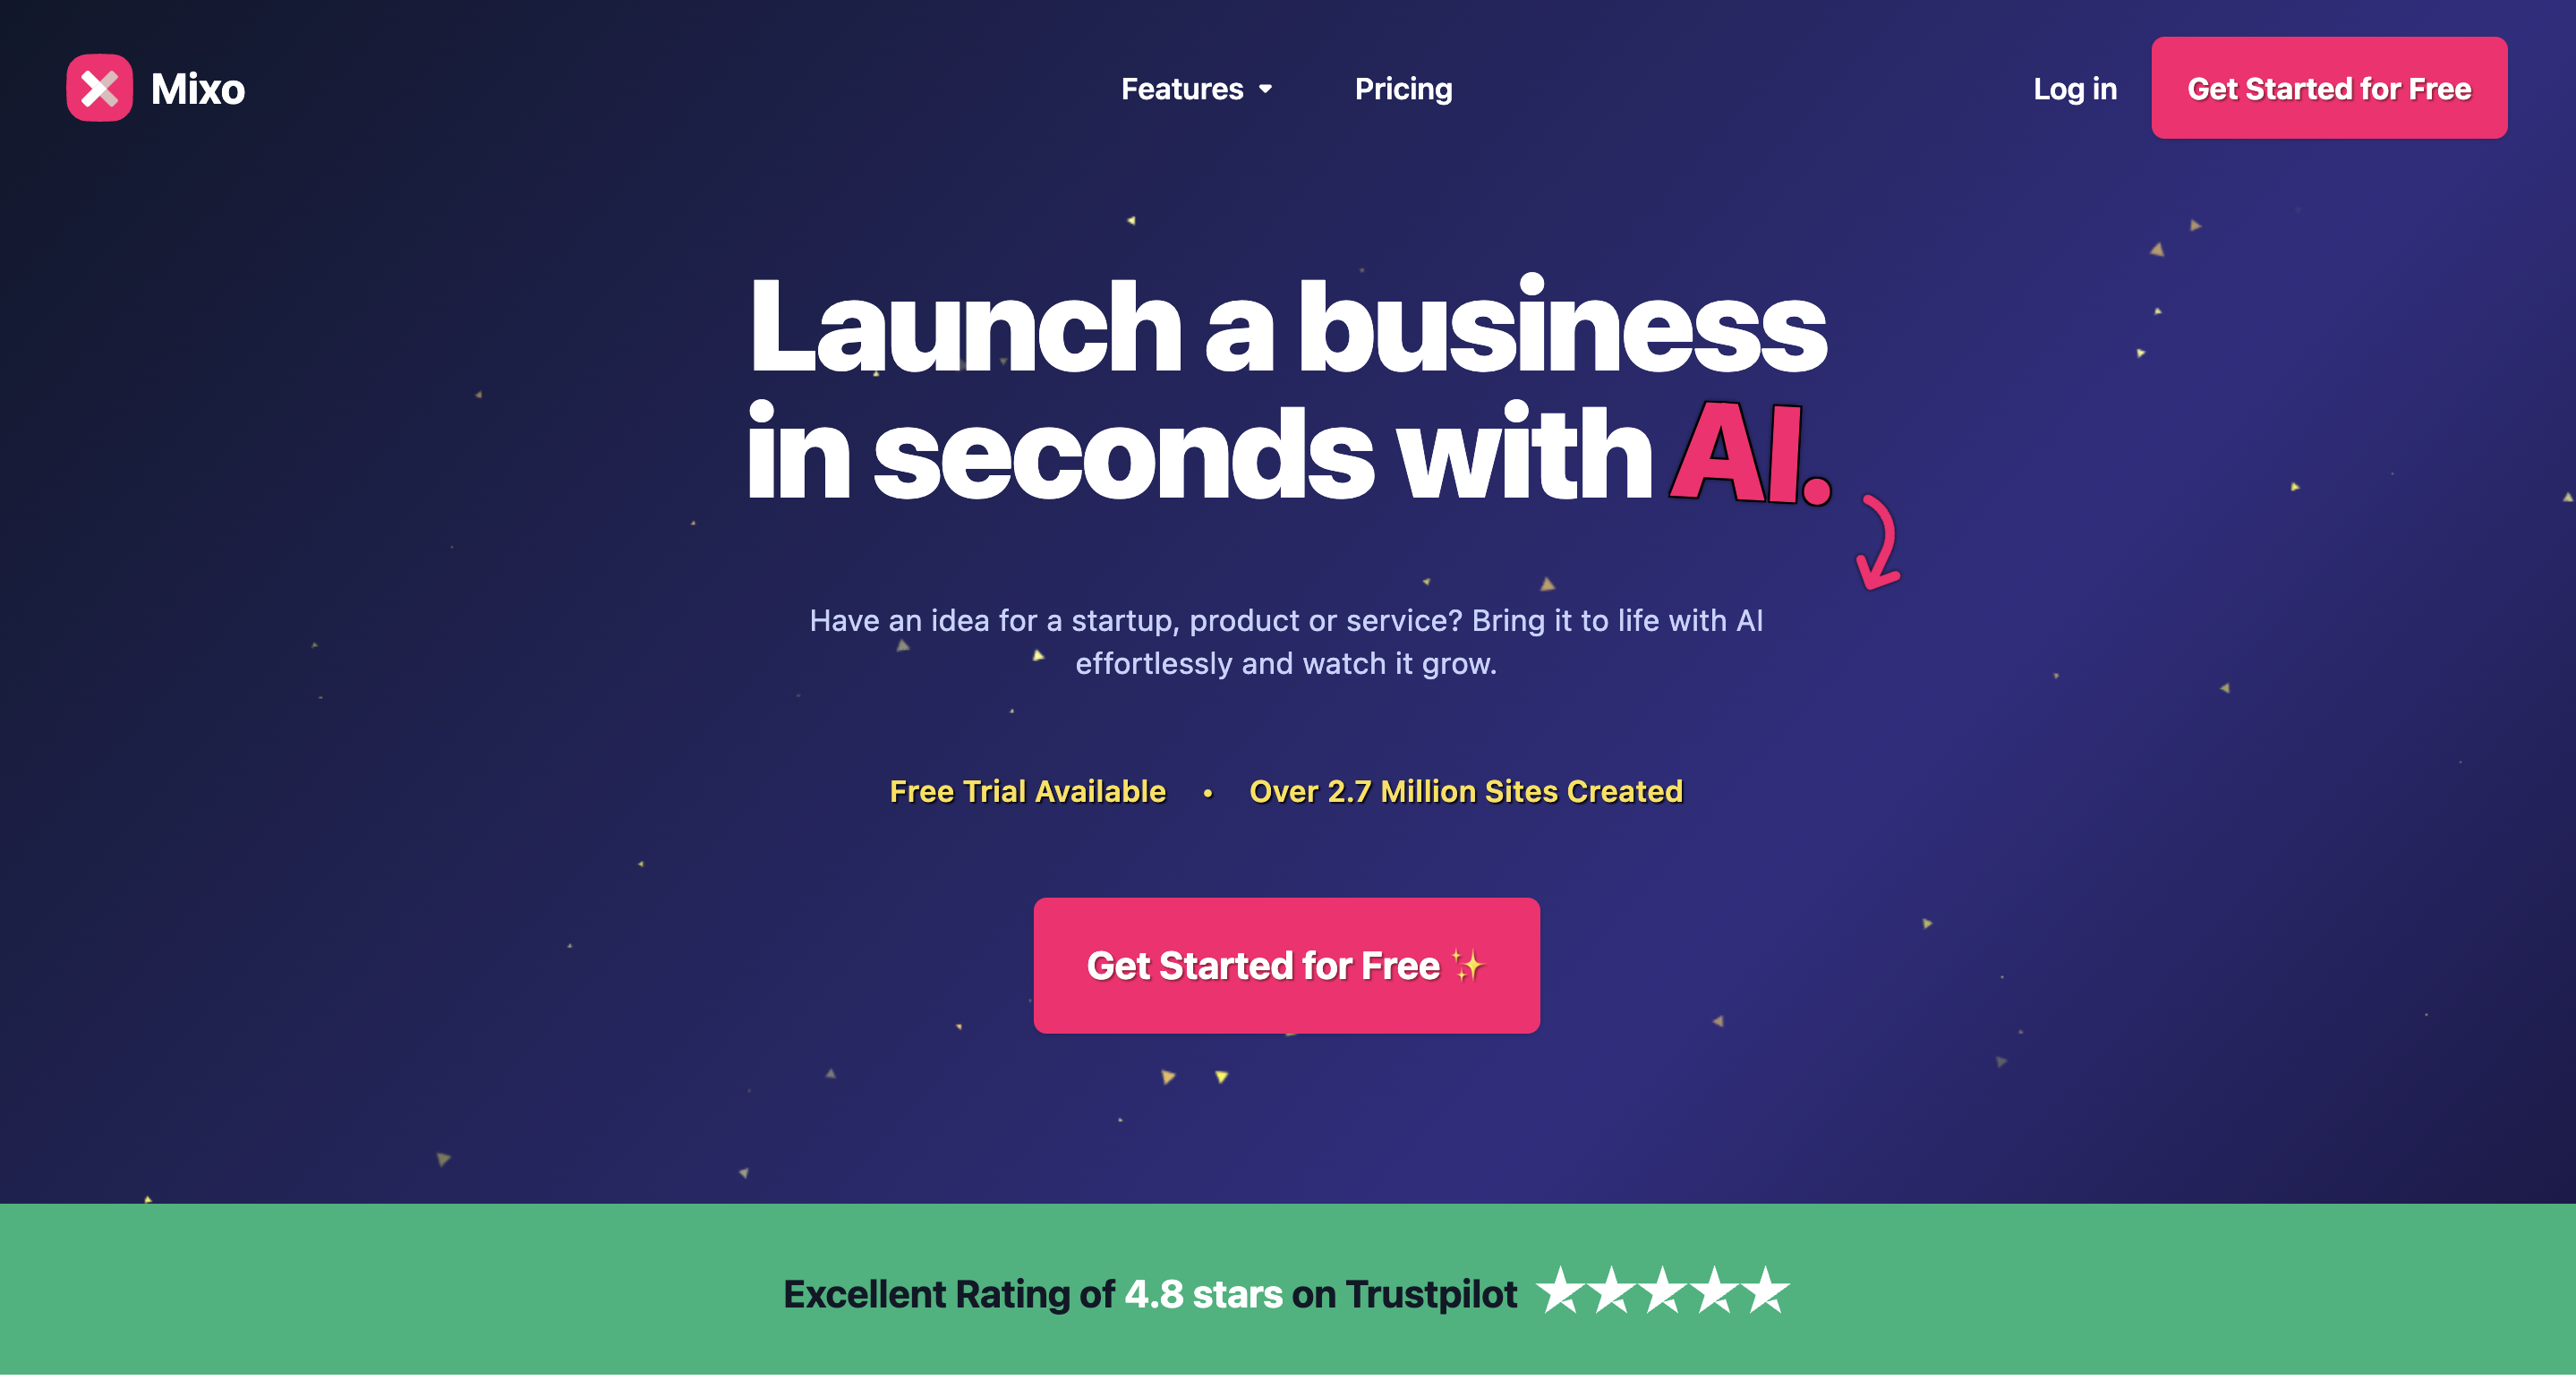 Mixo
Features
Pricing
Log in
Get Started for Free
Launch a business
in seconds with AI.
Have an idea for a startup, product or service? Bring it to life with AI
effortlessly and watch it grow.
Free Trial Available • Over 2.7 Million Sites Created
Get Started for Free ✨
Excellent Rating of 4.8 stars on Trustpilot ★★★★★